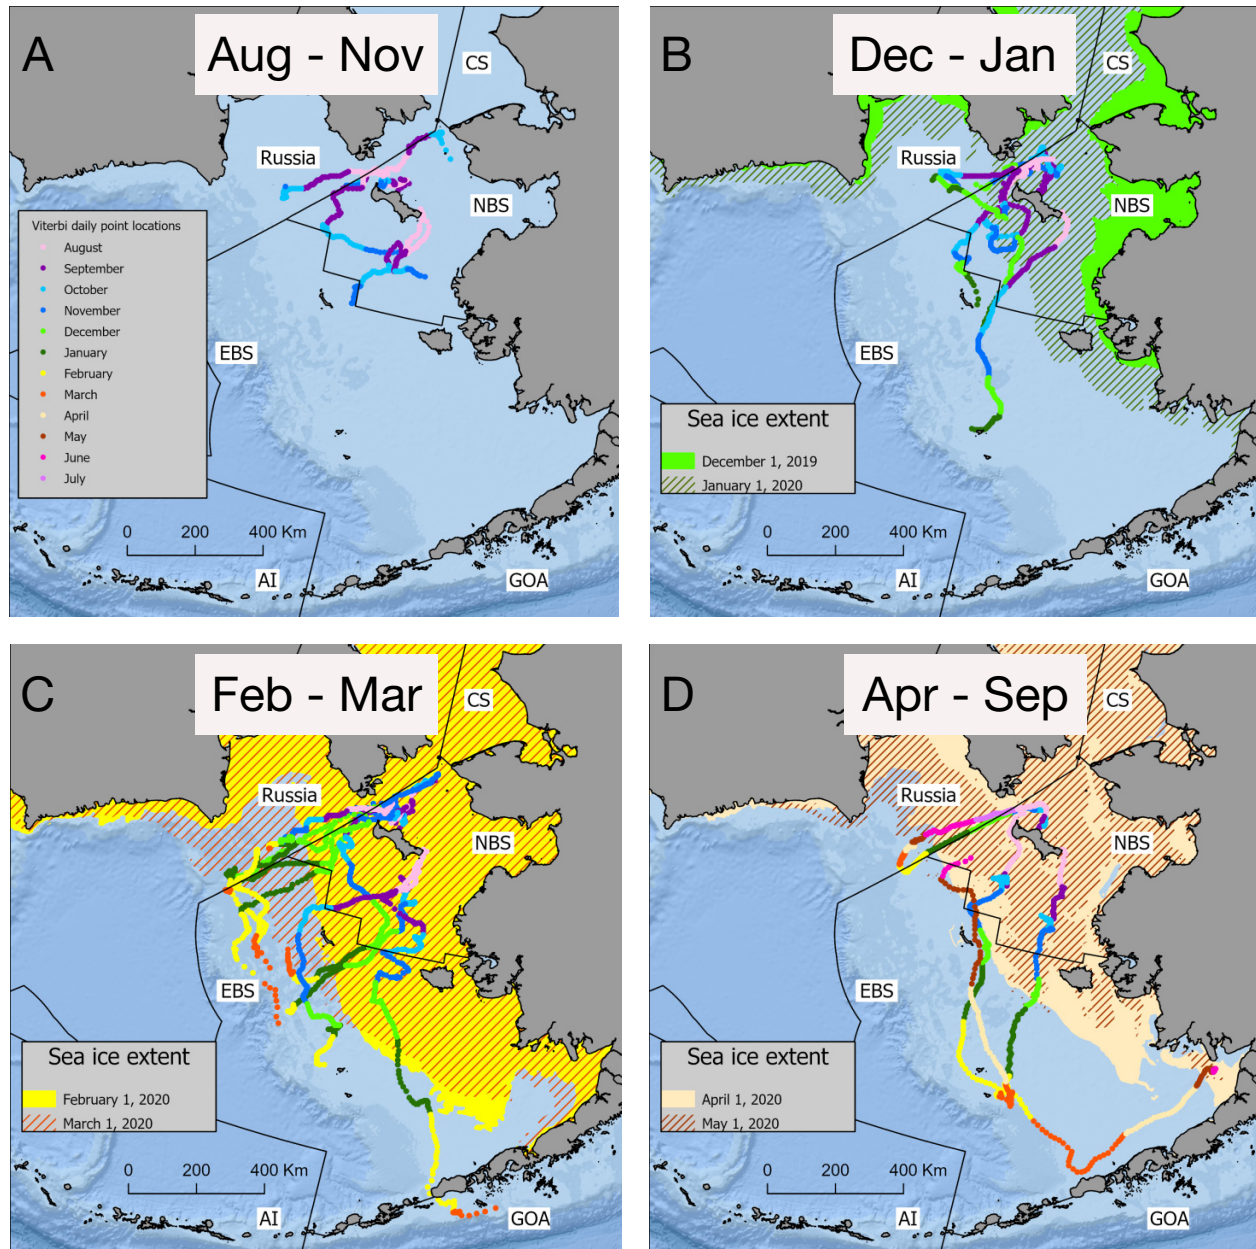 A
Aug - Nov
CS
Russia
NBS
Viterbi daily point locations
August
September
October
November
December
January
February
March
April
May
June
July
EBS
0 200 400 Km
AI
GOA
B
Dec - Jan
CS
Russia
NBS
EBS
Sea ice extent
December 1, 2019
January 1, 2020
0 200 400 Km
AI
GOA
C
Feb - Mar
CS
Russia
NBS
EBS
Sea ice extent
February 1, 2020
March 1, 2020
0 200 400 Km
AI
GOA
D
Apr - Sep
CS
Russia
NBS
EBS
Sea ice extent
April 1, 2020
May 1, 2020
0 200 400 Km
AI
GOA